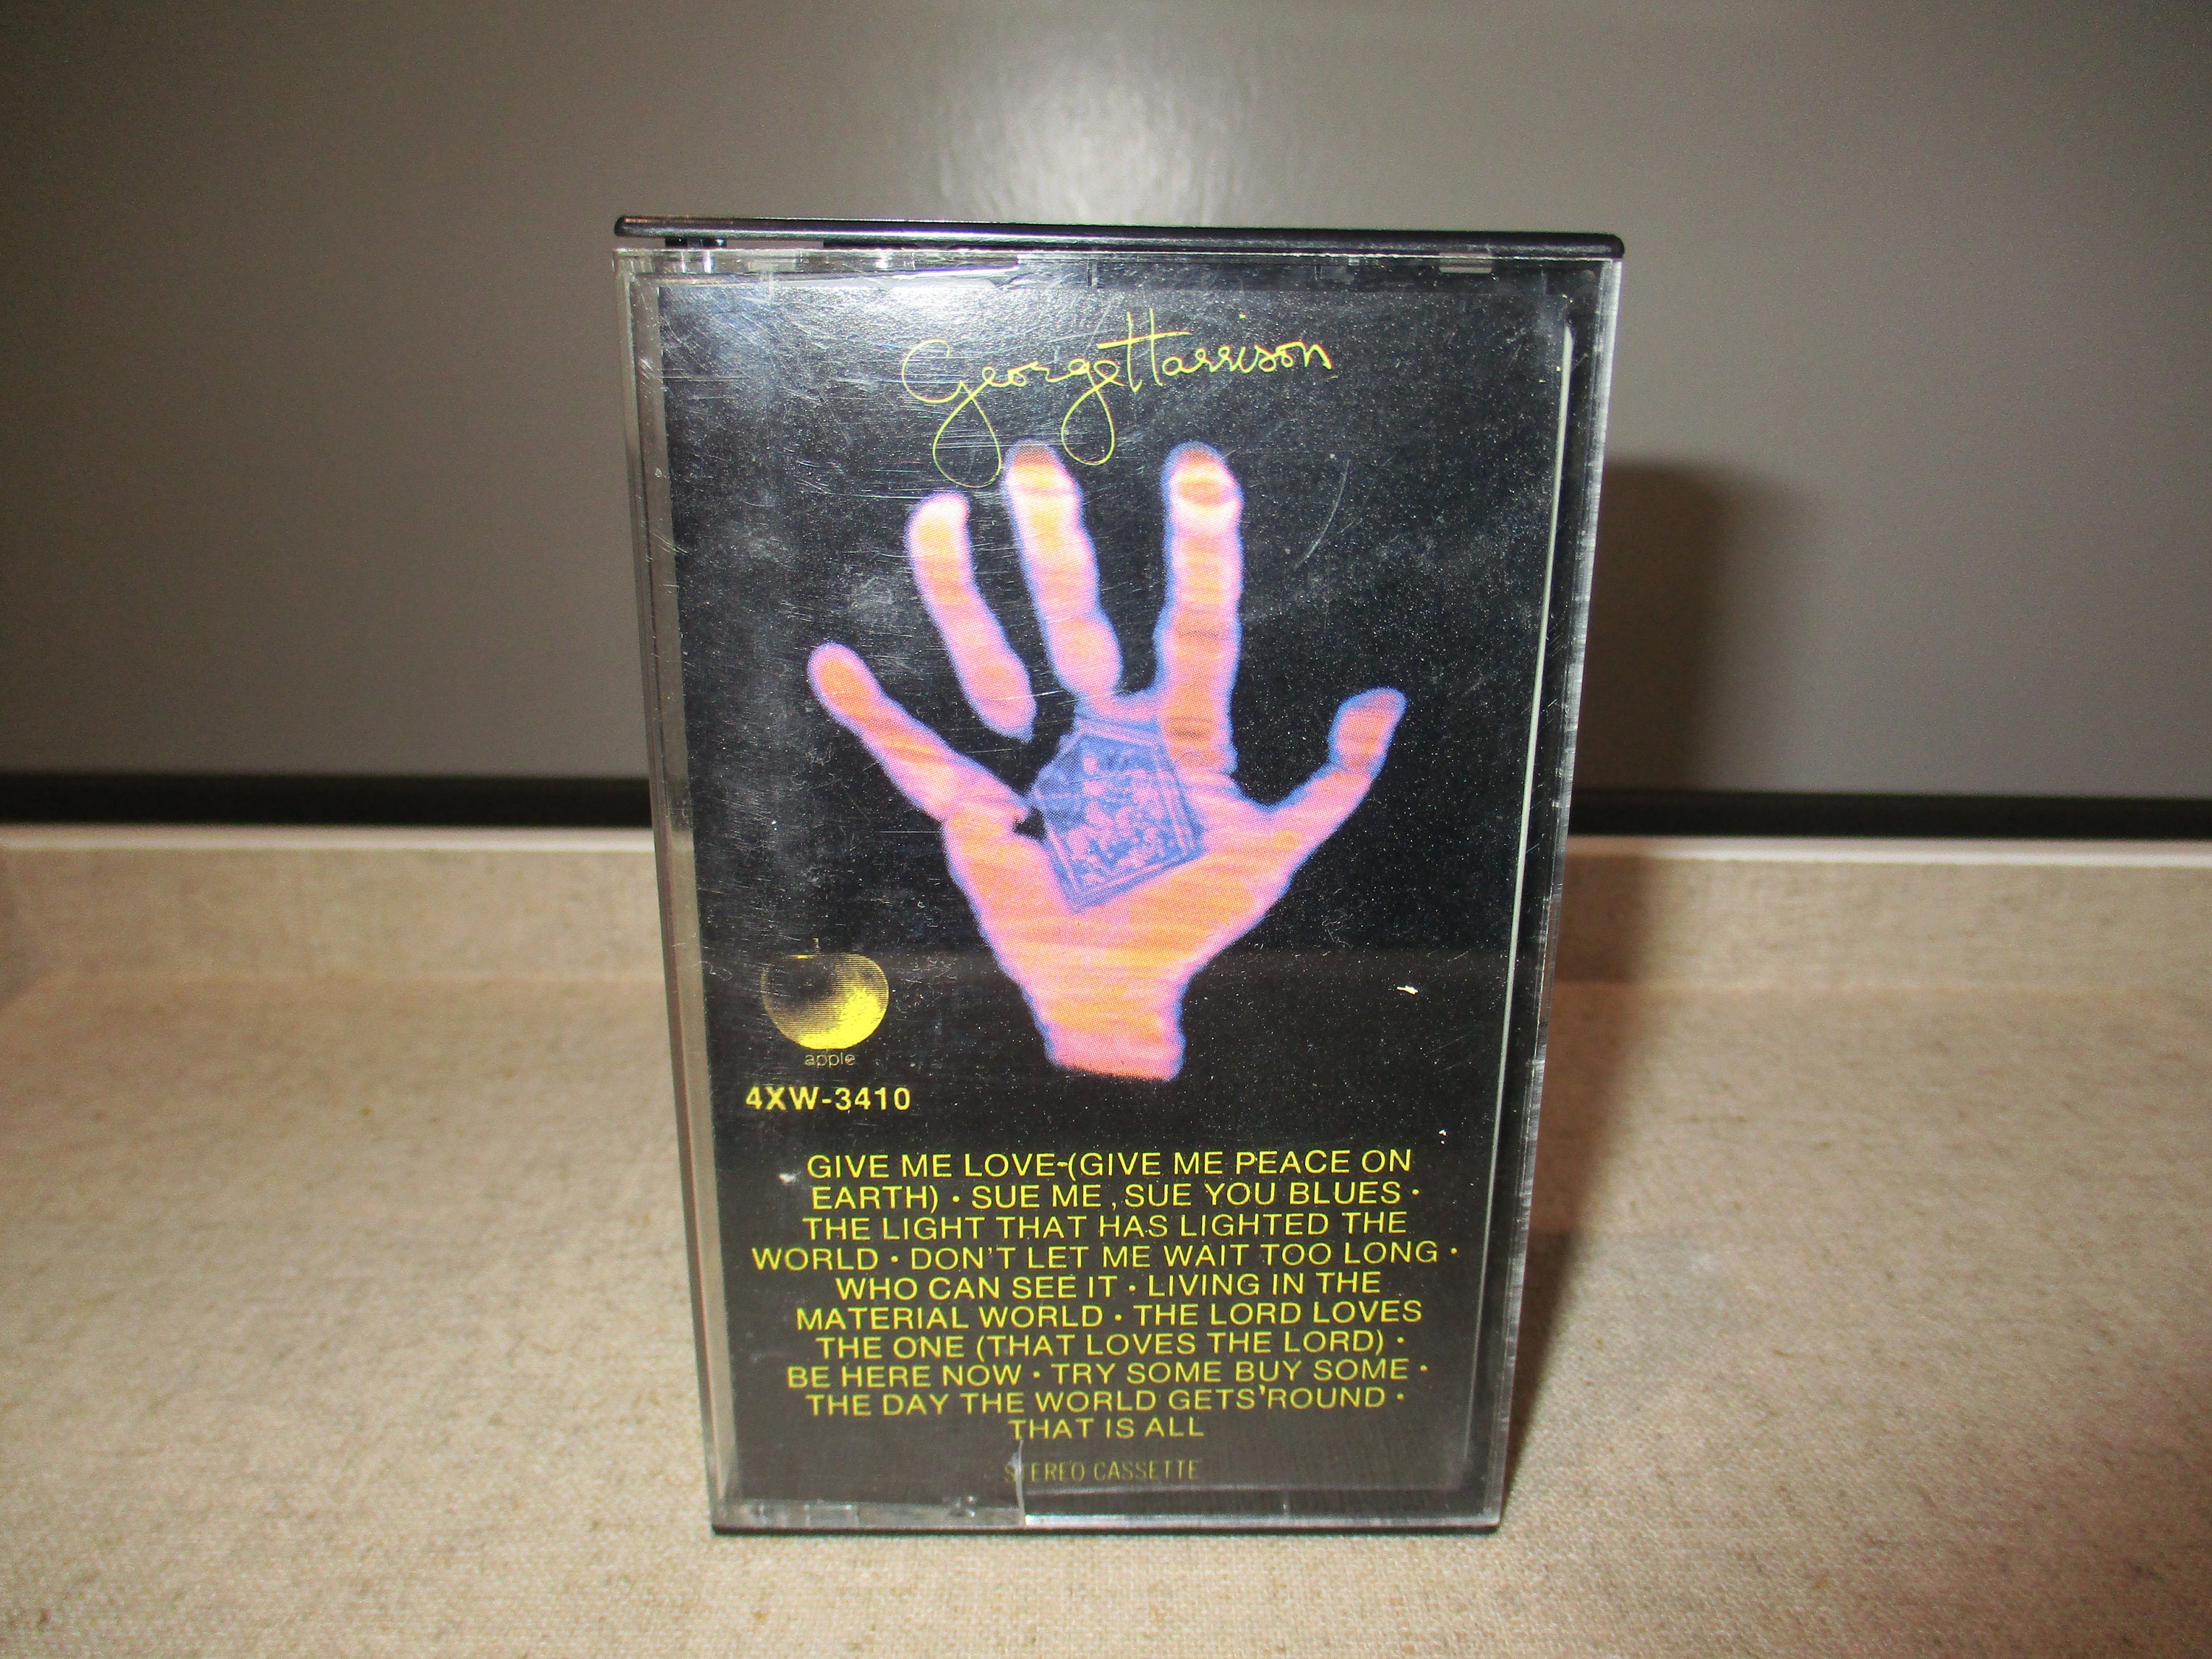 George Harrison
apple
4XW-3410
GIVE ME LOVE-(GIVE ME PEACE ON
EARTH) • SUE ME, SUE YOU BLUES •
THE LIGHT THAT HAS LIGHTED THE
WORLD • DON'T LET ME WAIT TOO LONG •
WHO CAN SEE IT • LIVING IN THE
MATERIAL WORLD • THE LORD LOVES
THE ONE (THAT LOVES THE LORD) •
BE HERE NOW • TRY SOME BUY SOME •
THE DAY THE WORLD GETS 'ROUND •
THAT IS ALL
STEREO CASSETTE